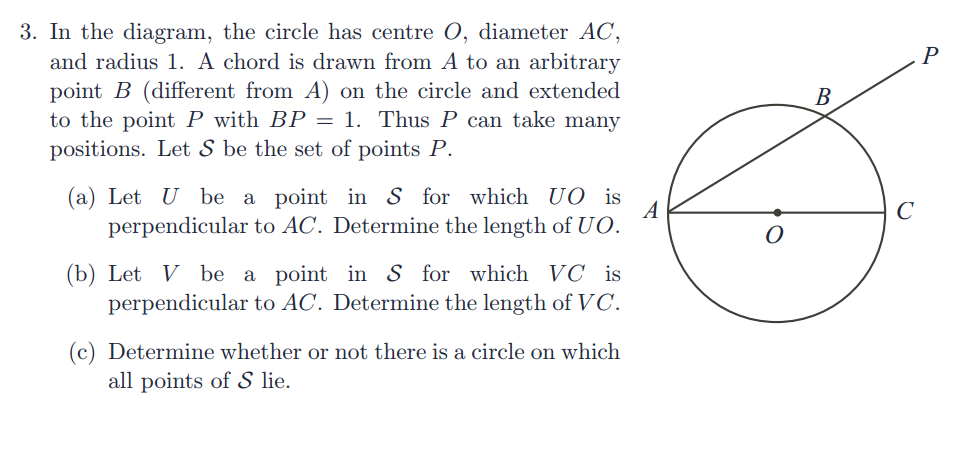 3. In the diagram, the circle has centre O, diameter AC,
and radius 1. A chord is drawn from A to an arbitrary
point B (different from A) on the circle and extended
to the point P with BP = 1. Thus P can take many
positions. Let 𝒮 be the set of points P.
(a) Let U be a point in 𝒮 for which UO is
perpendicular to AC. Determine the length of UO.
(b) Let V be a point in 𝒮 for which VC is
perpendicular to AC. Determine the length of VC.
(c) Determine whether or not there is a circle on which
all points of 𝒮 lie.
P
B
A
C
O